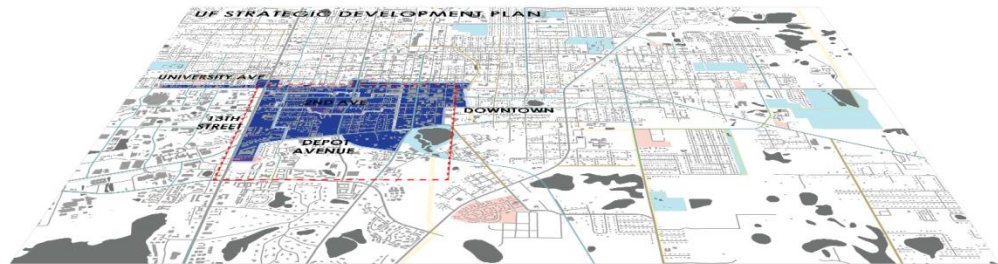 UF STRATEGIC DEVELOPMENT PLAN
UNIVERSITY AVE
2ND AVE
DOWNTOWN
13TH
STREET
DEPOT
AVENUE